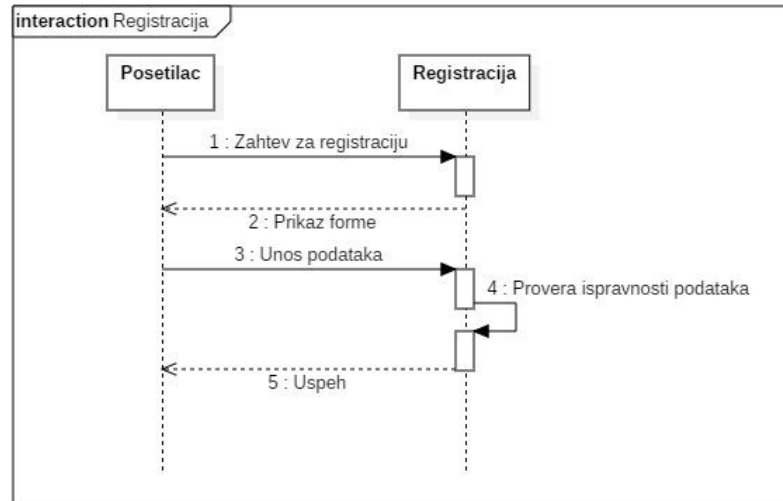 interaction Registracija
Posetilac
Registracija
1 : Zahtev za registraciju
2 : Prikaz forme
3 : Unos podataka
4 : Provera ispravnosti podataka
5 : Uspeh